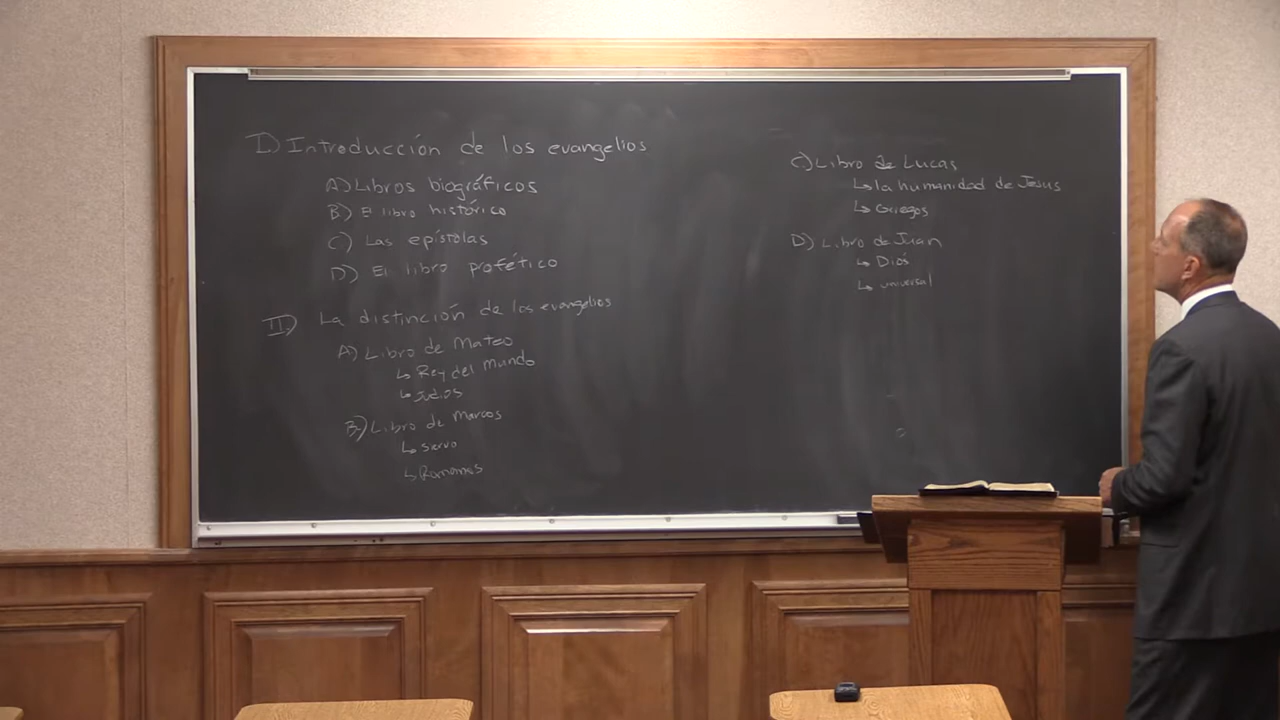 I) Introducción de los evangelios
A) Libros biográficos
B) El libro histórico
C) Las epístolas
D) El libro profético
II.) La distinción de los evangelios
A) Libro de Mateo
↳ Rey del Mundo
↳ Judios
B.) Libro de Marcos
↳ servo
↳ Romanos
C.) Libro de Lucas
↳ la humanidad de Jesus
↳ Griegos
D) Libro de Juan
↳ Dios
↳ universal